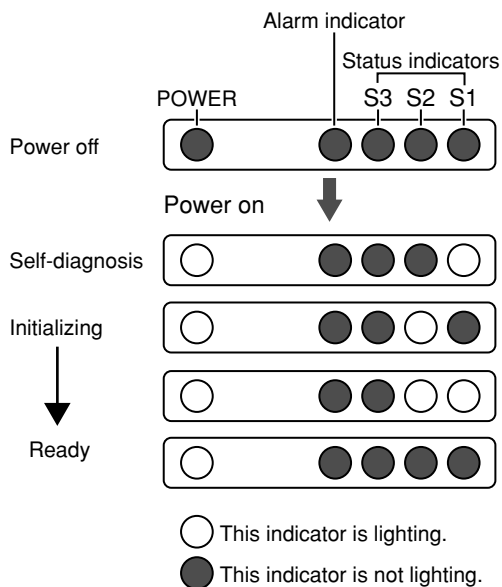 Alarm indicator
Status indicators
POWER
S3 S2 S1
Power off
Power on
Self-diagnosis
Initializing
Ready
This indicator is lighting.
This indicator is not lighting.